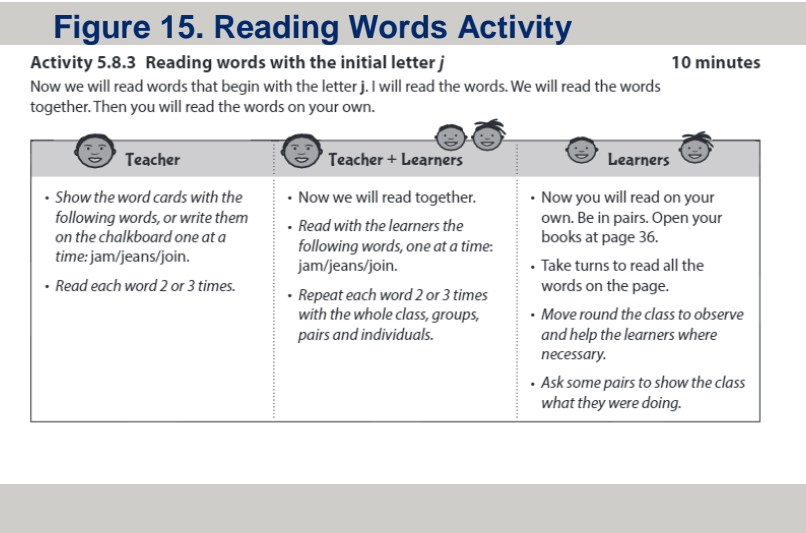 Figure 15. Reading Words Activity
Activity 5.8.3 Reading words with the initial letter j 10 minutes
Now we will read words that begin with the letter j. I will read the words. We will read the words
together. Then you will read the words on your own.
Teacher
• Show the word cards with the
following words, or write them
on the chalkboard one at a
time: jam/jeans/join.
• Read each word 2 or 3 times.
Teacher + Learners
• Now we will read together.
• Read with the learners the
following words, one at a time:
jam/jeans/join.
• Repeat each word 2 or 3 times
with the whole class, groups,
pairs and individuals.
Learners
• Now you will read on your
own. Be in pairs. Open your
books at page 36.
• Take turns to read all the
words on the page.
• Move round the class to observe
and help the learners where
necessary.
• Ask some pairs to show the class
what they were doing.